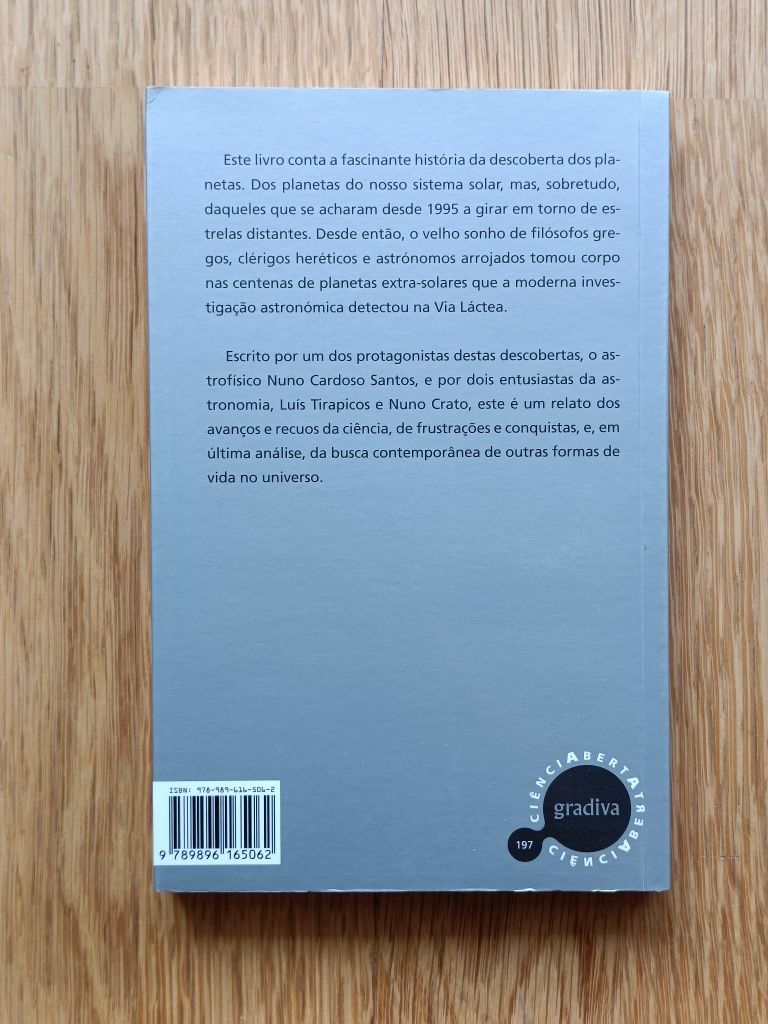 Este livro conta a fascinante história da descoberta dos pla-
netas. Dos planetas do nosso sistema solar, mas, sobretudo,
daqueles que se acharam desde 1995 a girar em torno de es-
trelas distantes. Desde então, o velho sonho de filósofos gre-
gos, clérigos heréticos e astrónomos arrojados tomou corpo
nas centenas de planetas extra-solares que a moderna inves-
tigação astronómica detectou na Via Láctea.
Escrito por um dos protagonistas destas descobertas, o as-
trofísico Nuno Cardoso Santos, e por dois entusiastas da as-
tronomia, Luís Tirapicos e Nuno Crato, este é um relato dos
avanços e recuos da ciência, de frustrações e conquistas, e, em
última análise, da busca contemporânea de outras formas de
vida no universo.
ISBN: 978-989-616-506-2
9 789896 165062
CIÊNCIABERTA
gradiva
197
CIÊNCIABERTA